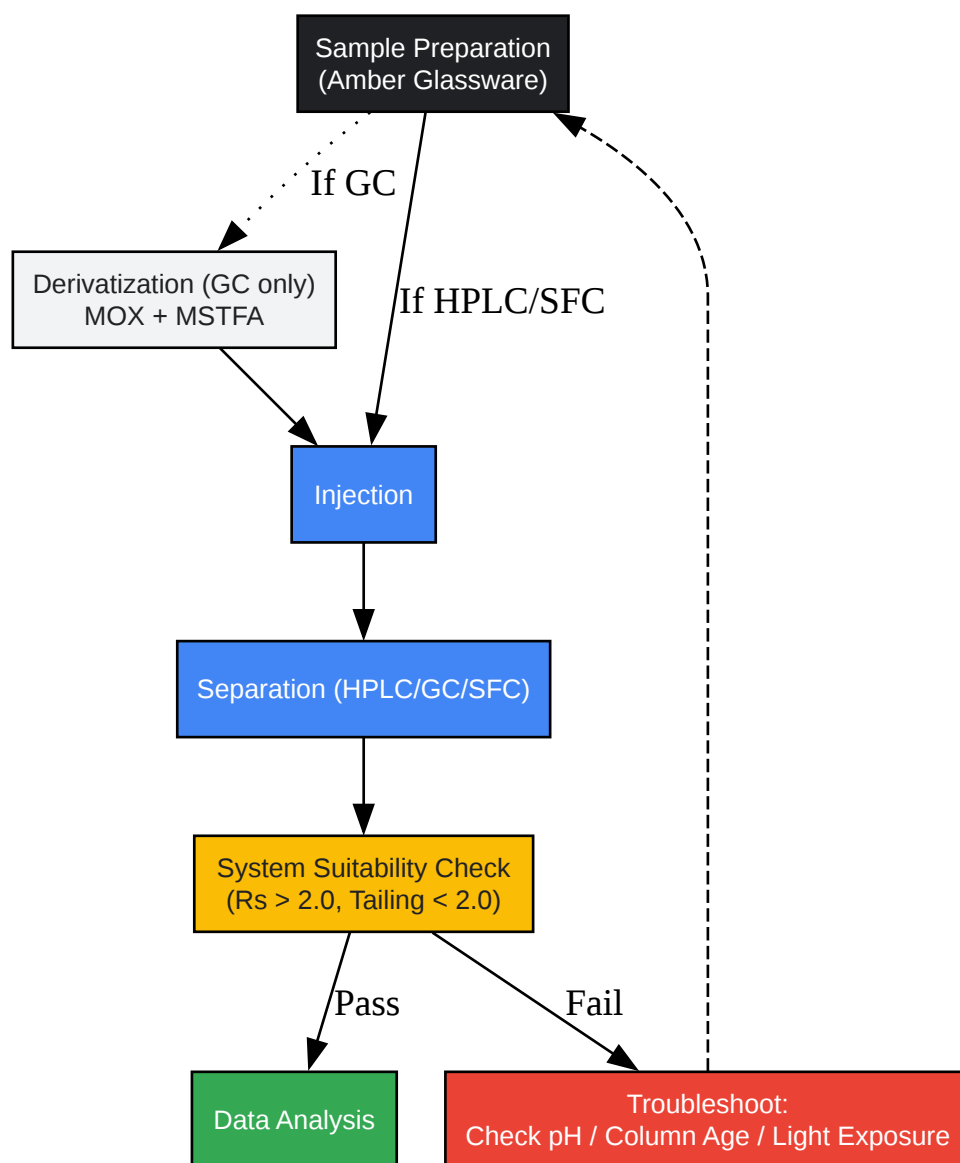 Sample Preparation
(Amber Glassware)
If GC
Derivatization (GC only)
MOX + MSTFA
If HPLC/SFC
Injection
Separation (HPLC/GC/SFC)
System Suitability Check
(Rs > 2.0, Tailing < 2.0)
Pass
Fail
Data Analysis
Troubleshoot:
Check pH / Column Age / Light Exposure